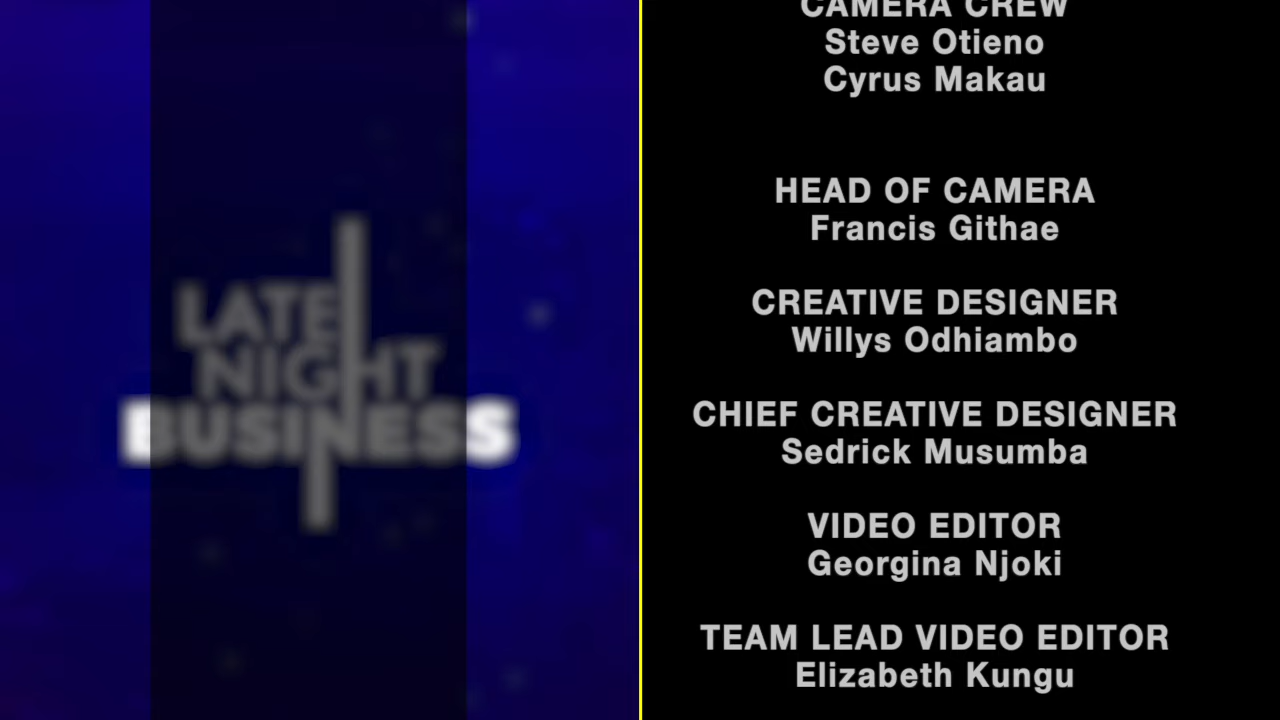 LATE
NIGHT
BUSINESS
CAMERA CREW
Steve Otieno
Cyrus Makau
HEAD OF CAMERA
Francis Githae
CREATIVE DESIGNER
Willys Odhiambo
CHIEF CREATIVE DESIGNER
Sedrick Musumba
VIDEO EDITOR
Georgina Njoki
TEAM LEAD VIDEO EDITOR
Elizabeth Kungu